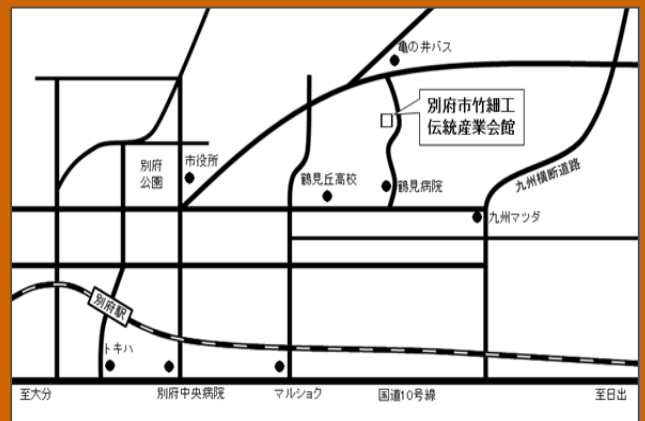 亀の井バス
別府市竹細工
伝統産業会館
別府
公園
市役所
鶴見丘高校
鶴見病院
九州横断道路
九州マツダ
別府駅
トキハ
至大分
別府中央病院
マルショク
国道10号線
至日出